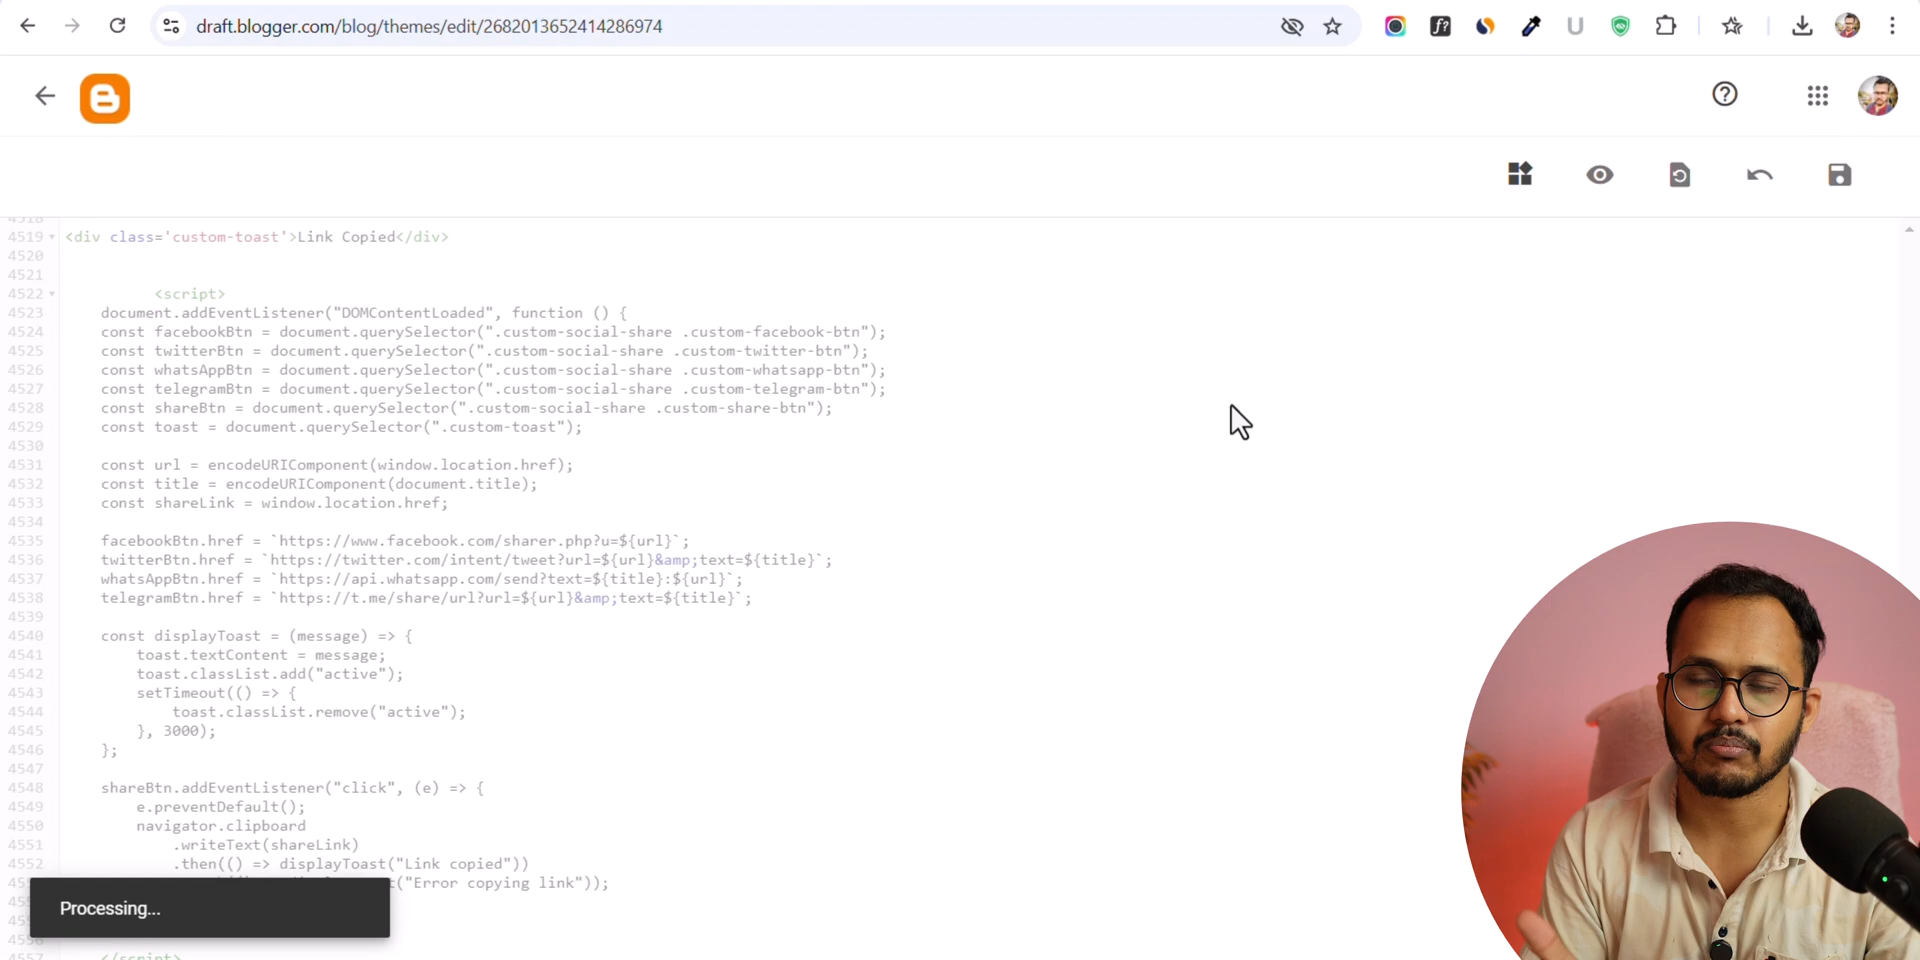 draft.blogger.com/blog/themes/edit/2682013652414286974
4518
4519 <div class='custom-toast'>Link Copied</div>
4520
4521
4522 <script>
4523 document.addEventListener("DOMContentLoaded", function () {
4524 const facebookBtn = document.querySelector(".custom-social-share .custom-facebook-btn");
4525 const twitterBtn = document.querySelector(".custom-social-share .custom-twitter-btn");
4526 const whatsAppBtn = document.querySelector(".custom-social-share .custom-whatsapp-btn");
4527 const telegramBtn = document.querySelector(".custom-social-share .custom-telegram-btn");
4528 const shareBtn = document.querySelector(".custom-social-share .custom-share-btn");
4529 const toast = document.querySelector(".custom-toast");
4530
4531 const url = encodeURIComponent(window.location.href);
4532 const title = encodeURIComponent(document.title);
4533 const shareLink = window.location.href;
4534
4535 facebookBtn.href = `https://www.facebook.com/sharer.php?u=${url}`;
4536 twitterBtn.href = `https://twitter.com/intent/tweet?url=${url}&amp;text=${title}`;
4537 whatsAppBtn.href = `https://api.whatsapp.com/send?text=${title}:${url}`;
4538 telegramBtn.href = `https://t.me/share/url?url=${url}&amp;text=${title}`;
4539
4540 const displayToast = (message) => {
4541 toast.textContent = message;
4542 toast.classList.add("active");
4543 setTimeout(() => {
4544 toast.classList.remove("active");
4545 }, 3000);
4546 };
4547
4548 shareBtn.addEventListener("click", (e) => {
4549 e.preventDefault();
4550 navigator.clipboard
4551 .writeText(shareLink)
4552 .then(() => displayToast("Link copied"))
("Error copying link"));
Processing...
4556
4557 </script>